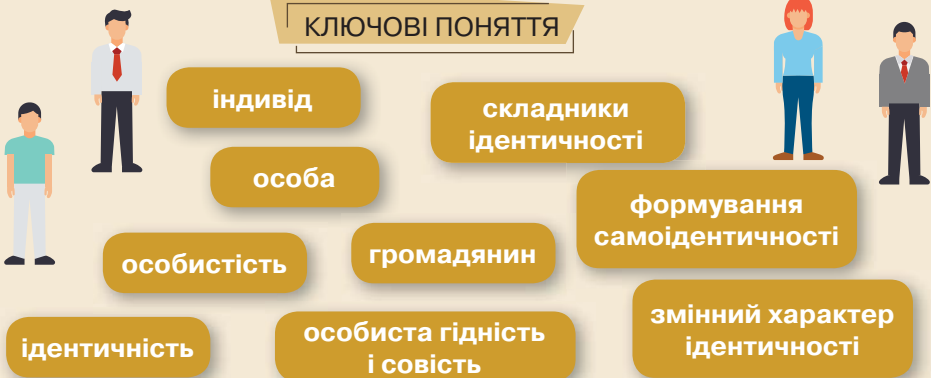 КЛЮЧОВІ ПОНЯТТЯ
індивід
складники
ідентичності
особа
формування
самоідентичності
особистість
громадянин
ідентичність
особиста гідність
і совість
змінний характер
ідентичності